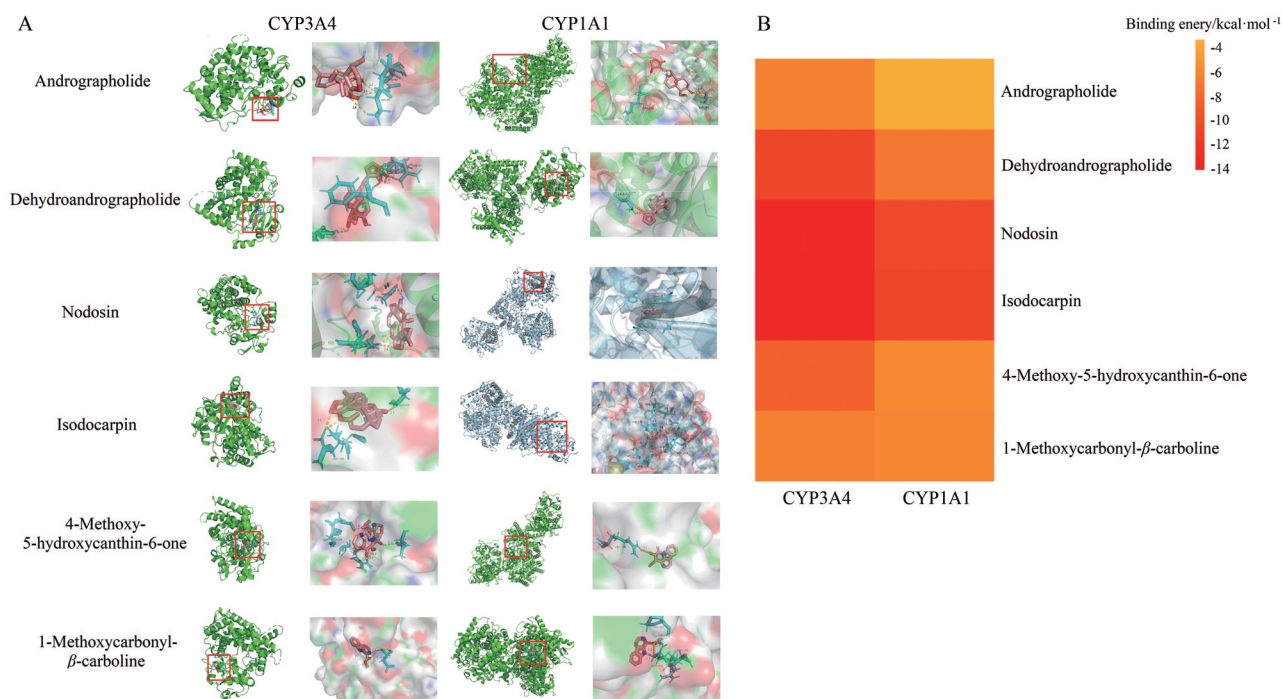 A
CYP3A4
CYP1A1
Andrographolide
Dehydroandrographolide
Nodosin
Isodocarpin
4-Methoxy-
5-hydroxycanthin-6-one
1-Methoxycarbonyl-
β-carboline
B
Binding enery/kcal·mol⁻¹
-4
-6
-8
-10
-12
-14
Andrographolide
Dehydroandrographolide
Nodosin
Isodocarpin
4-Methoxy-5-hydroxycanthin-6-one
1-Methoxycarbonyl-β-carboline
CYP3A4
CYP1A1